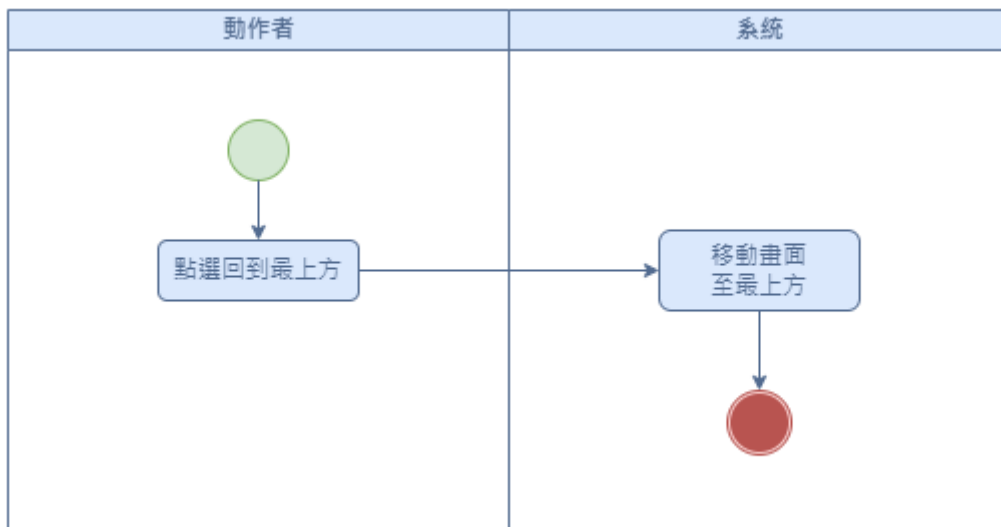 動作者
系統
點選回到最上方
移動畫面
至最上方